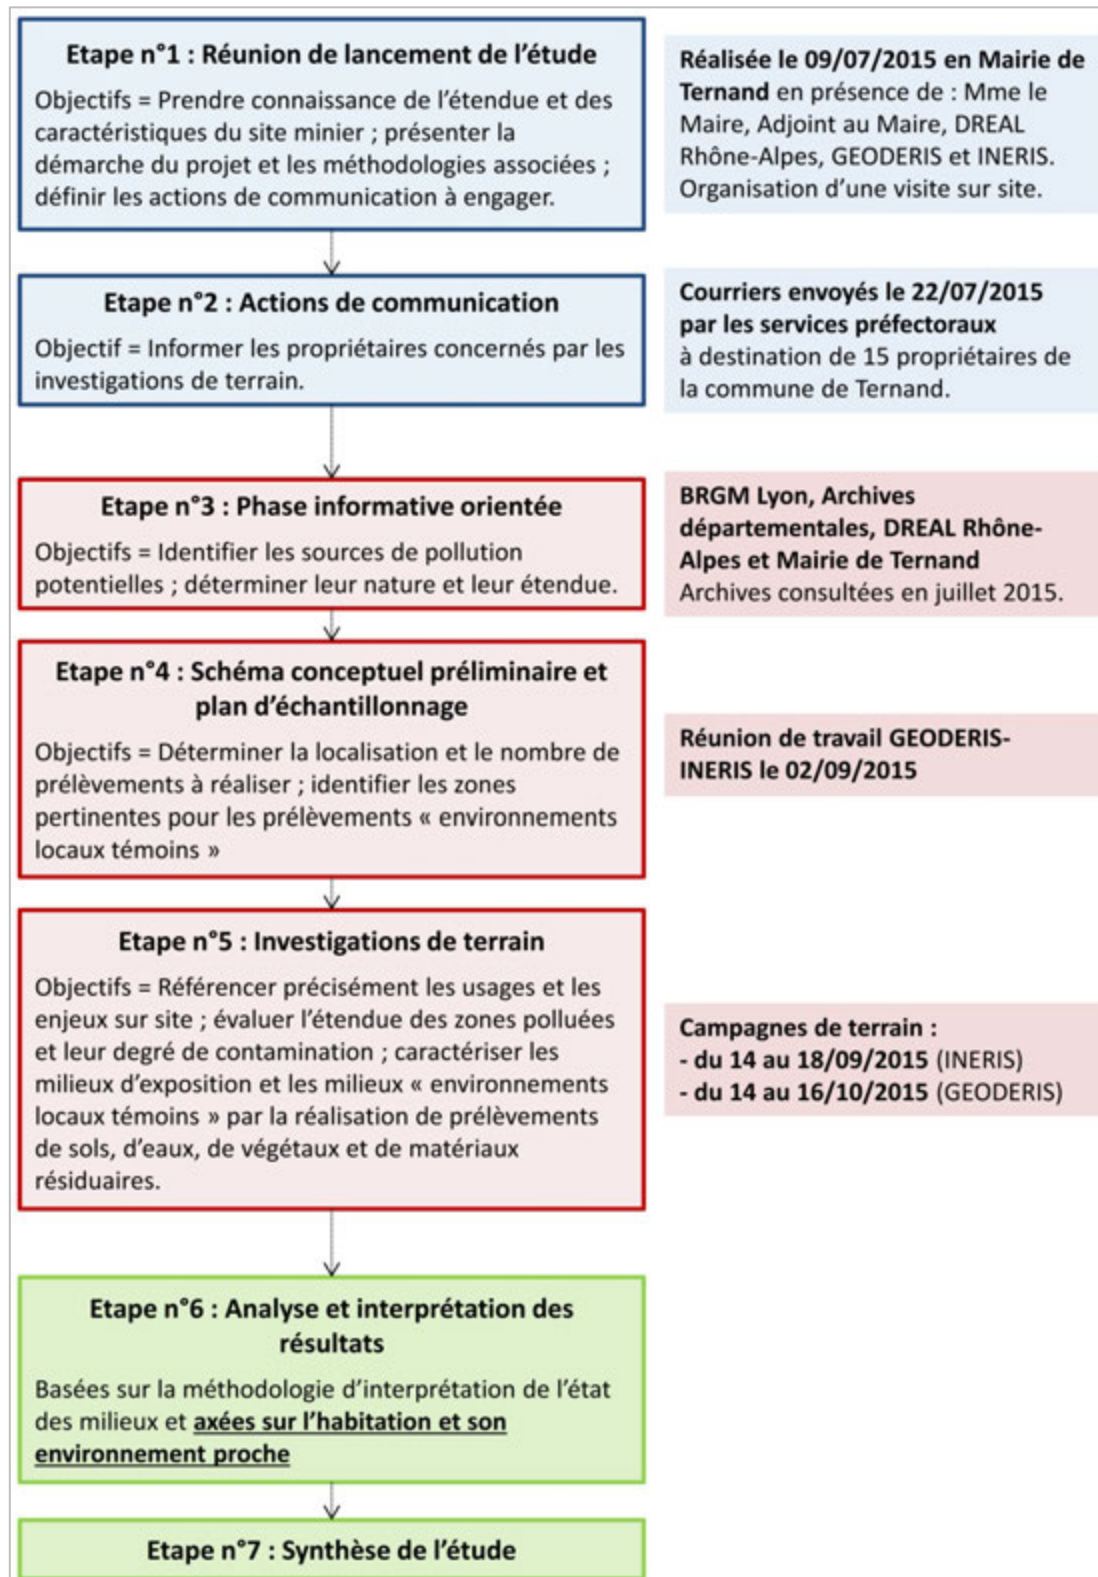 Etape n°1 : Réunion de lancement de l'étude
Objectifs = Prendre connaissance de l'étendue et des
caractéristiques du site minier ; présenter la
démarche du projet et les méthodologies associées ;
définir les actions de communication à engager.
Réalisée le 09/07/2015 en Mairie de
Ternand en présence de : Mme le
Maire, Adjoint au Maire, DREAL
Rhône-Alpes, GEODERIS et INERIS.
Organisation d'une visite sur site.
Etape n°2 : Actions de communication
Objectif = Informer les propriétaires concernés par les
investigations de terrain.
Courriers envoyés le 22/07/2015
par les services préfectoraux
à destination de 15 propriétaires de
la commune de Ternand.
Etape n°3 : Phase informative orientée
Objectifs = Identifier les sources de pollution
potentielles ; déterminer leur nature et leur étendue.
BRGM Lyon, Archives
départementales, DREAL Rhône-
Alpes et Mairie de Ternand
Archives consultées en juillet 2015.
Etape n°4 : Schéma conceptuel préliminaire et
plan d'échantillonnage
Objectifs = Déterminer la localisation et le nombre de
prélèvements à réaliser ; identifier les zones
pertinentes pour les prélèvements « environnements
locaux témoins »
Réunion de travail GEODERIS-
INERIS le 02/09/2015
Etape n°5 : Investigations de terrain
Objectifs = Référencer précisément les usages et les
enjeux sur site ; évaluer l'étendue des zones polluées
et leur degré de contamination ; caractériser les
milieux d'exposition et les milieux « environnements
locaux témoins » par la réalisation de prélèvements
de sols, d'eaux, de végétaux et de matériaux
résiduaires.
Campagnes de terrain :
- du 14 au 18/09/2015 (INERIS)
- du 14 au 16/10/2015 (GEODERIS)
Etape n°6 : Analyse et interprétation des
résultats
Basées sur la méthodologie d'interprétation de l'état
des milieux et axées sur l'habitation et son
environnement proche
Etape n°7 : Synthèse de l'étude